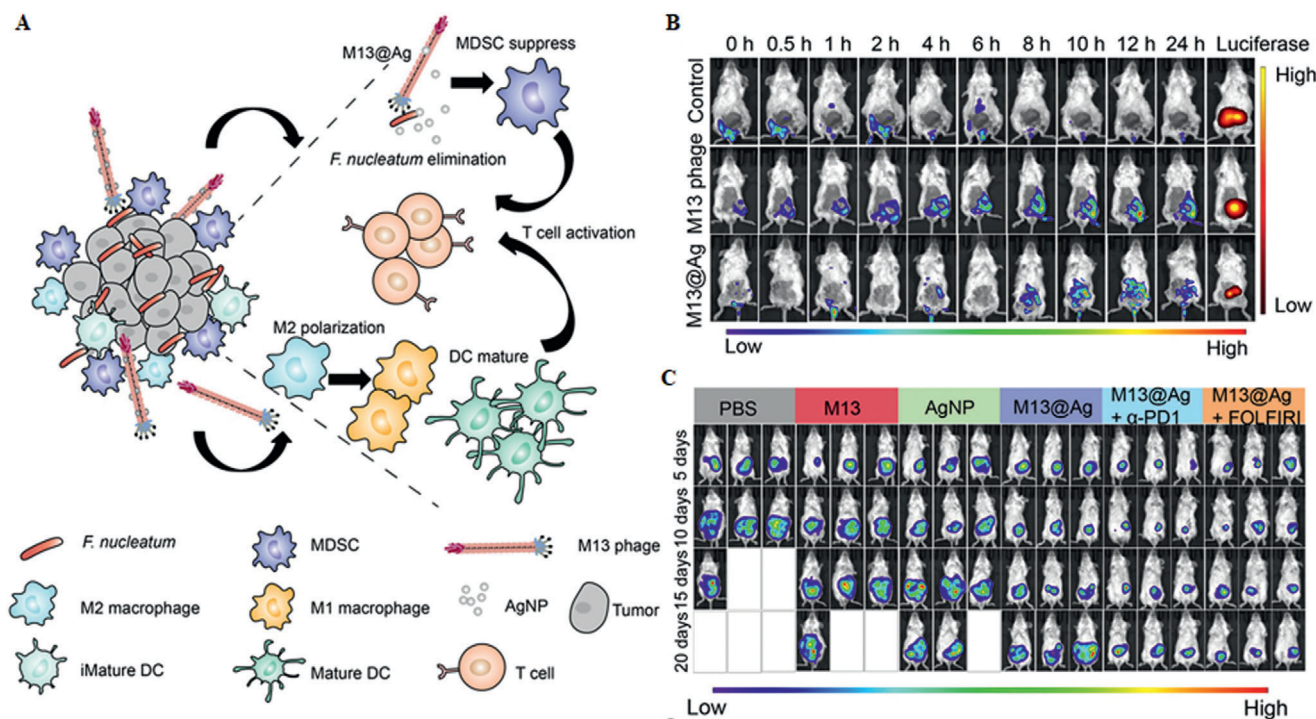 A
M13@Ag
MDSC suppress
F. nucleatum elimination
T cell activation
M2 polarization
DC mature
F. nucleatum
MDSC
M13 phage
M2 macrophage
M1 macrophage
AgNP
Tumor
iMature DC
Mature DC
T cell
B
0 h 0.5 h 1 h 2 h 4 h 6 h 8 h 10 h 12 h 24 h Luciferase
Control
M13 phage
M13@Ag
High
Low
Low High
C
PBS M13 AgNP M13@Ag M13@Ag + α-PD1 M13@Ag + FOLFIRI
5 days
10 days
15 days
20 days
Low High